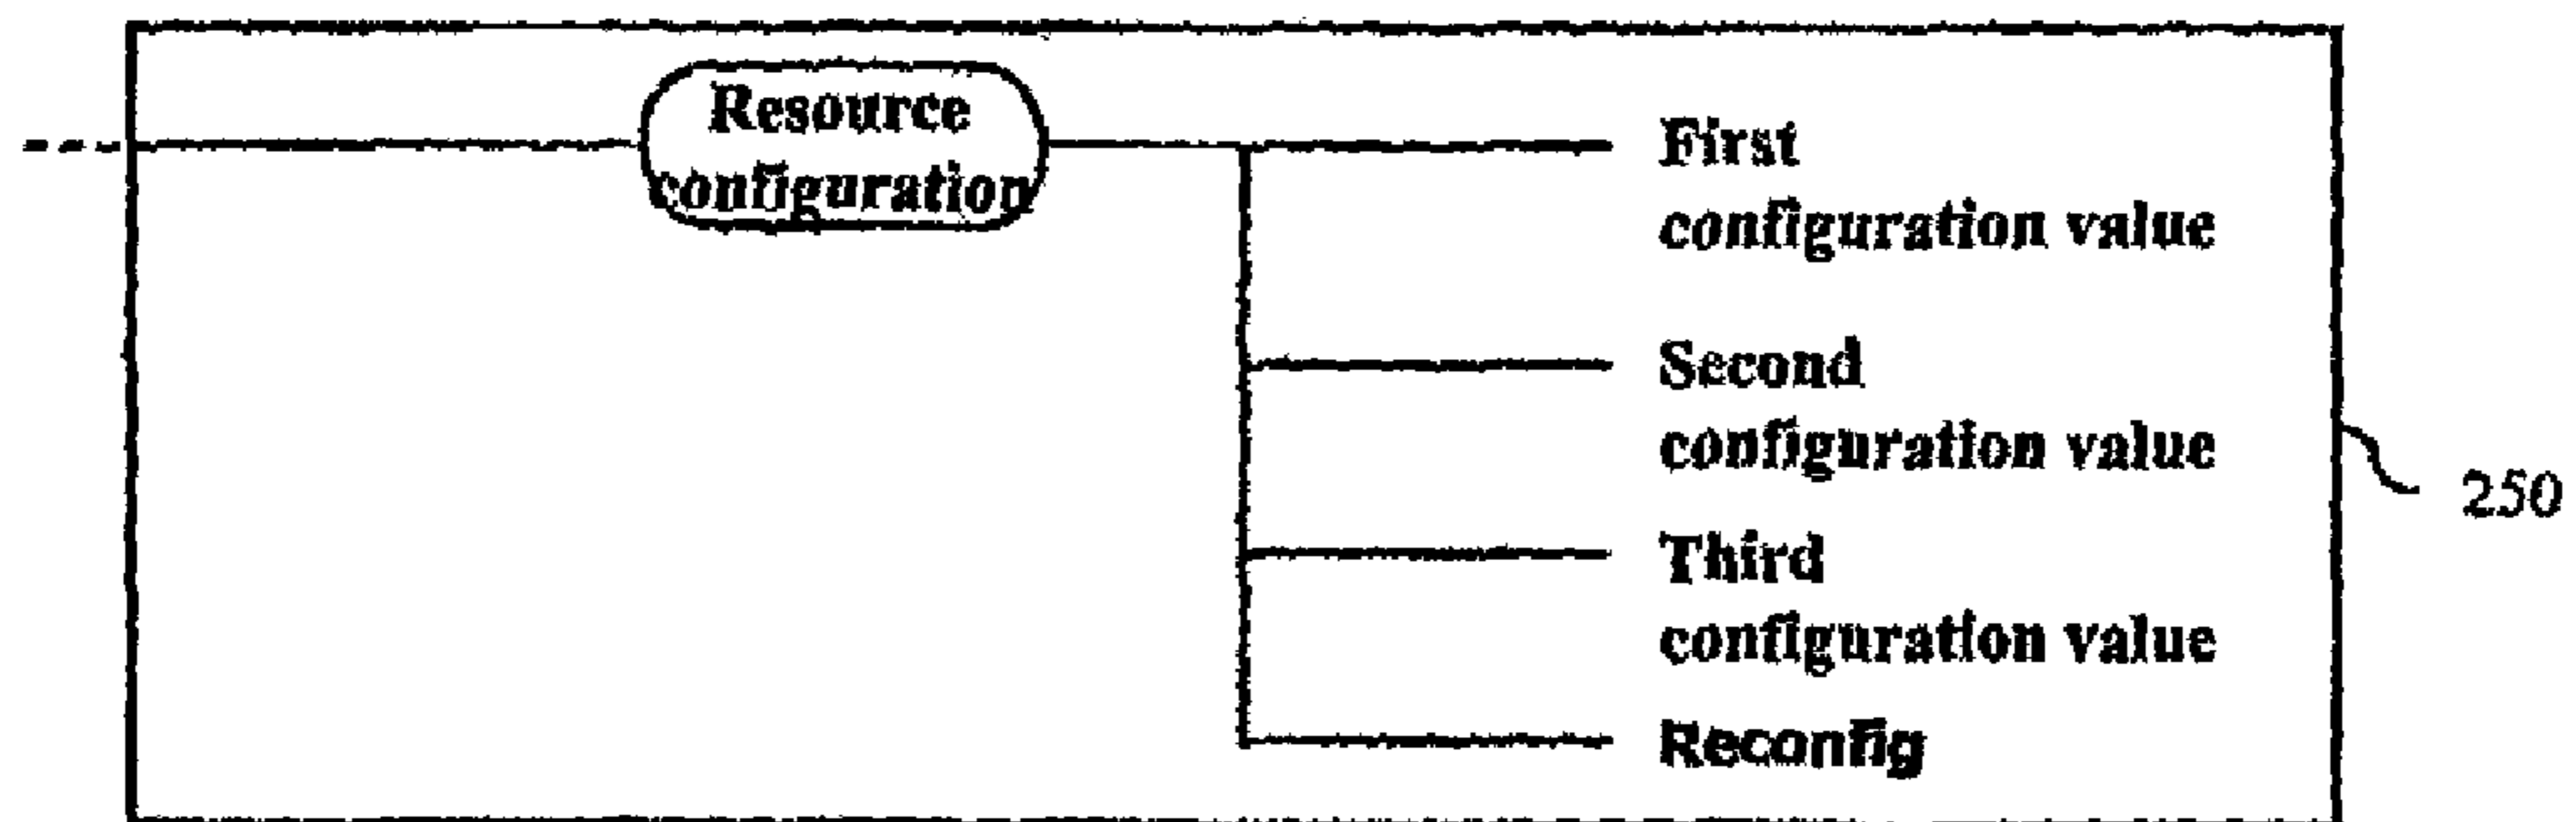 Resource
configuration
First
configuration value
Second
configuration value
Third
configuration value
Reconfig
250